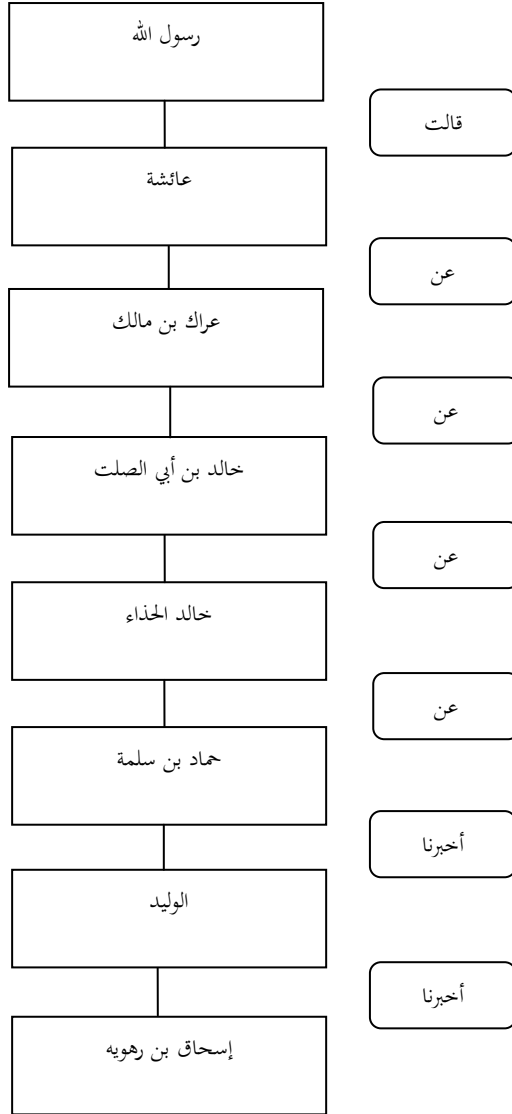 رسول الله
قالت
عائشة
عن
عراك بن مالك
عن
خالد بن أبي الصلت
عن
خالد الحذاء
عن
حماد بن سلمة
أخبرنا
الوليد
أخبرنا
إسحاق بن رهويه